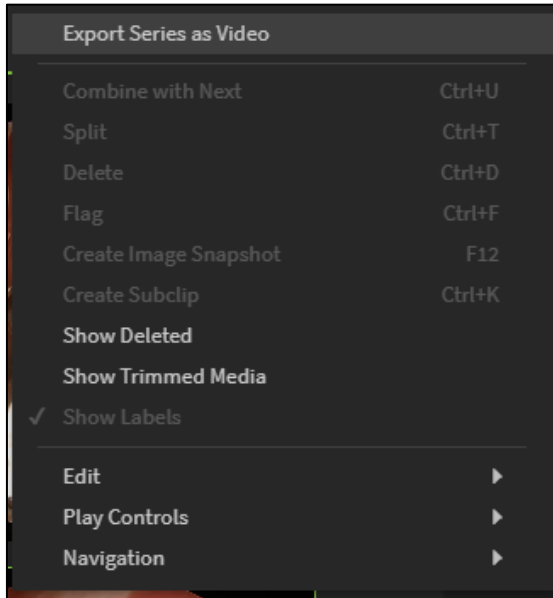 Export Series as Video
Combine with Next Ctrl+U
Split Ctrl+T
Delete Ctrl+D
Flag Ctrl+F
Create Image Snapshot F12
Create Subclip Ctrl+K
Show Deleted
Show Trimmed Media
✓ Show Labels
Edit
Play Controls
Navigation